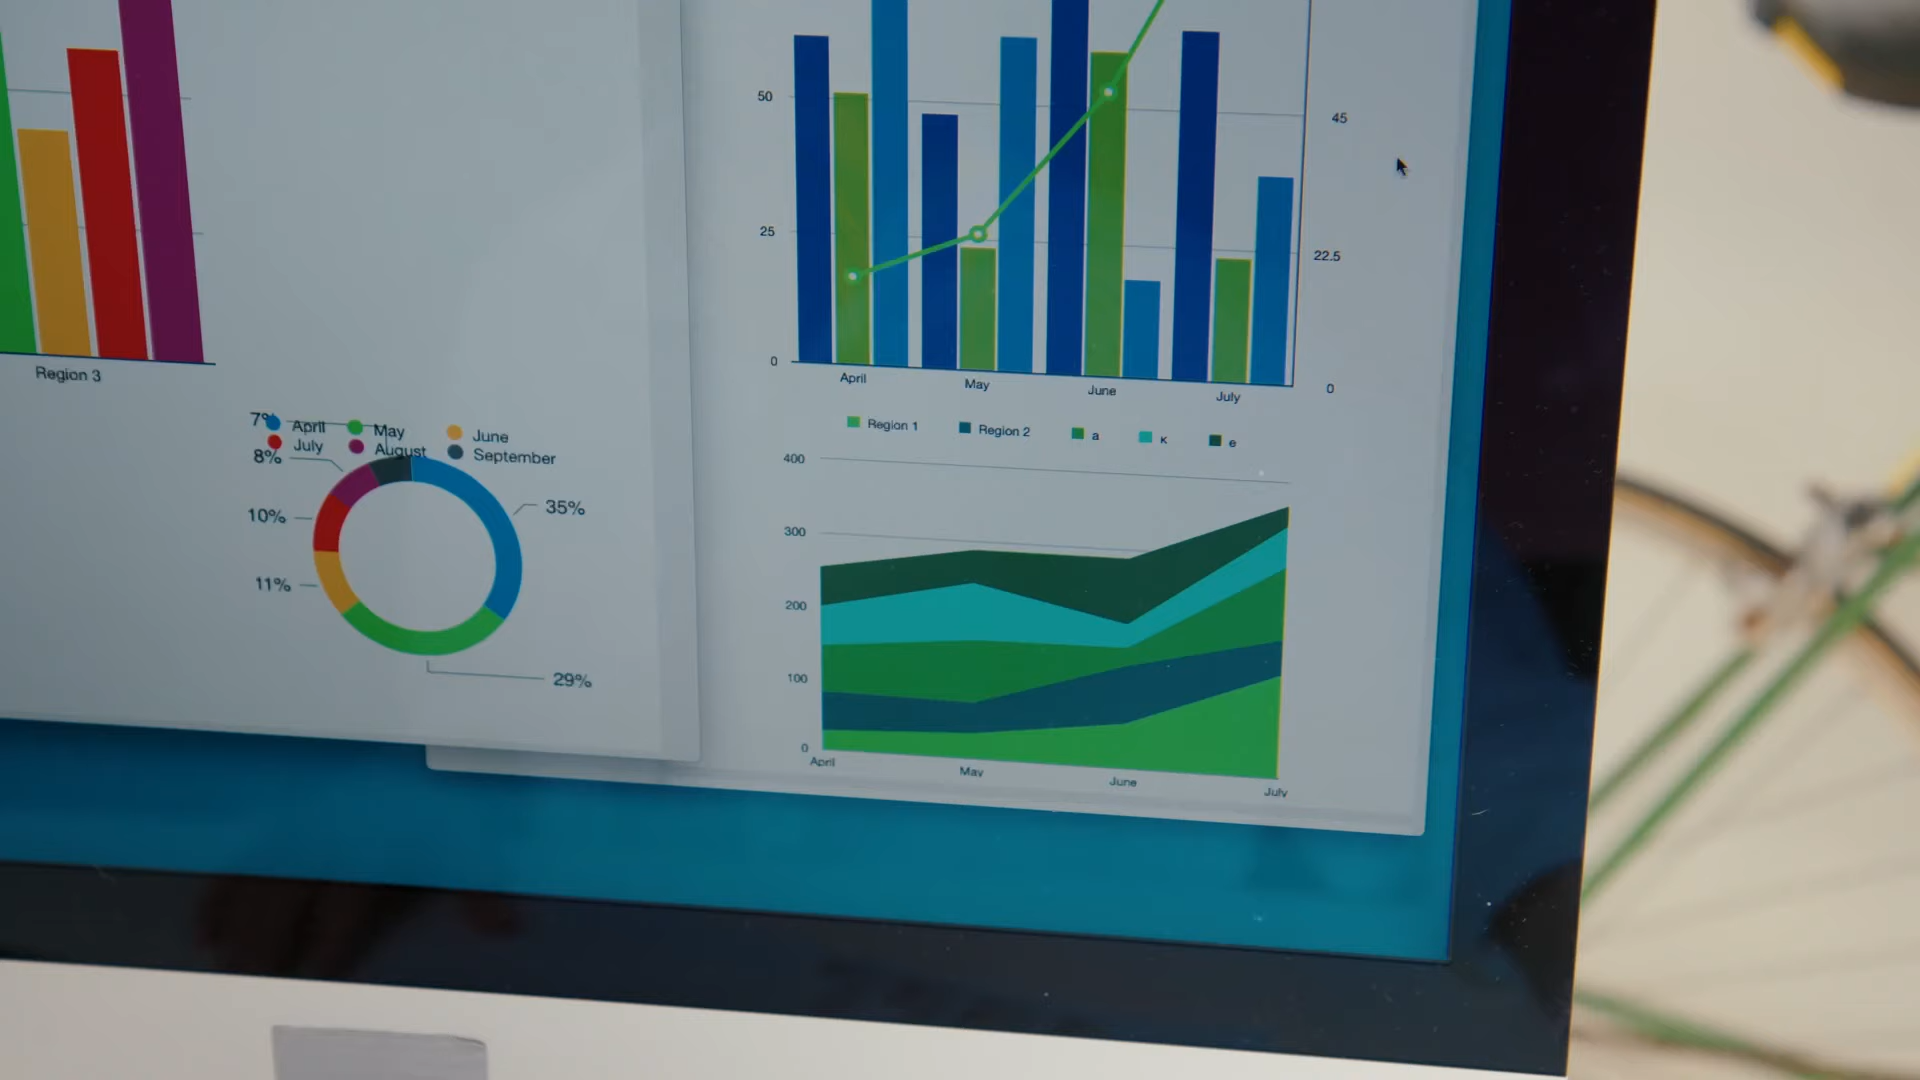 Region 3
7%
April May June
July August September
8%
35%
10%
11%
29%
50
25
0
45
22.5
0
April May June July
Region 1 Region 2 a к e
400
300
200
100
0
April May June July